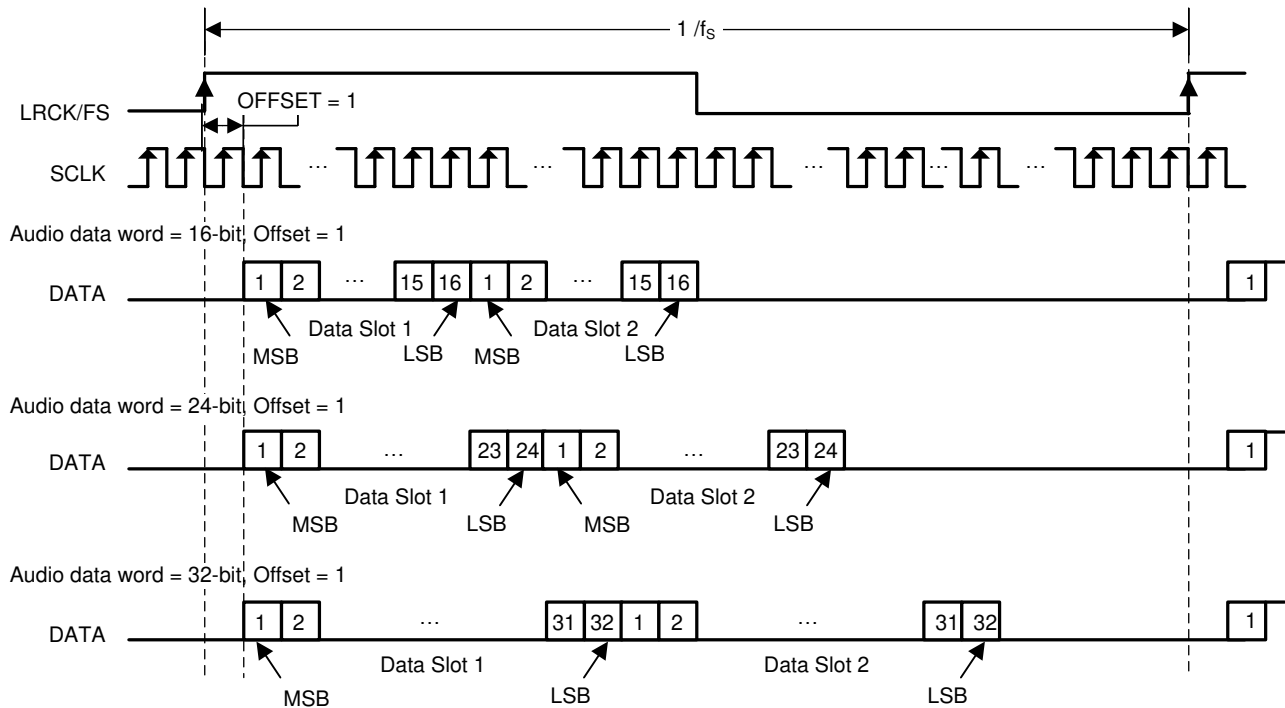 1 /fS
LRCK/FS
OFFSET = 1
SCLK
… … … … …
Audio data word = 16-bit, Offset = 1
DATA
1 2 … 15 16 1 2 … 15 16 1
Data Slot 1 Data Slot 2
MSB LSB MSB LSB
Audio data word = 24-bit, Offset = 1
DATA
1 2 … 23 24 1 2 … 23 24 1
Data Slot 1 Data Slot 2
MSB LSB MSB LSB
Audio data word = 32-bit, Offset = 1
DATA
1 2 … 31 32 1 2 … 31 32 1
Data Slot 1 Data Slot 2
MSB LSB LSB